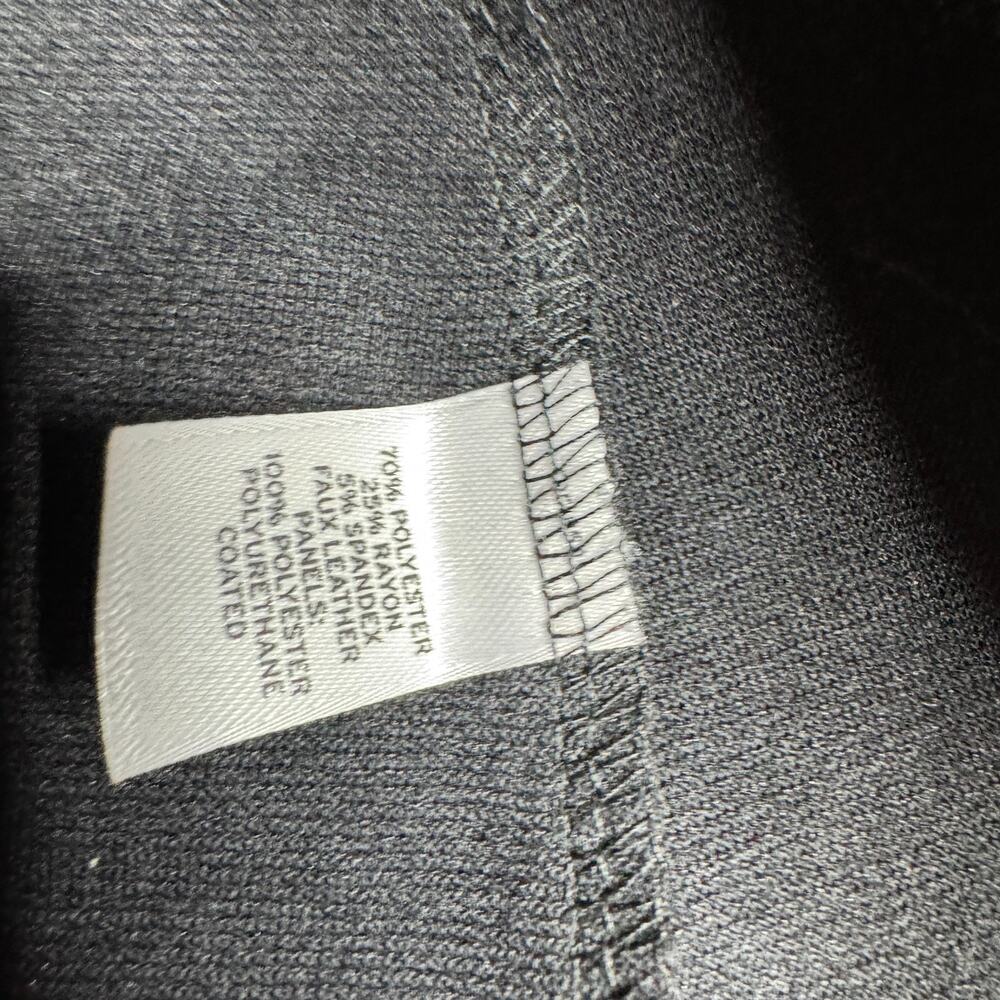 70% POLYESTER
25% RAYON
5% SPANDEX
FAUX LEATHER
PANELS:
100% POLYESTER
POLYURETHANE
COATED